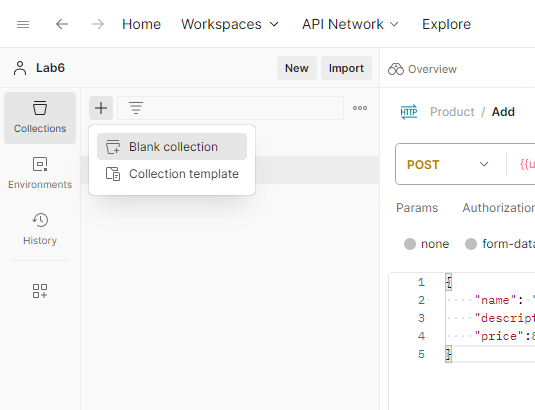 Home Workspaces API Network Explore
Lab6 New Import
Overview
Collections
Environments
History
Blank collection
Collection template
HTTP Product / Add
POST {{u
Params Authorization
none form-data
1 {
2 "name": "
3 "descript
4 "price":8
5 }